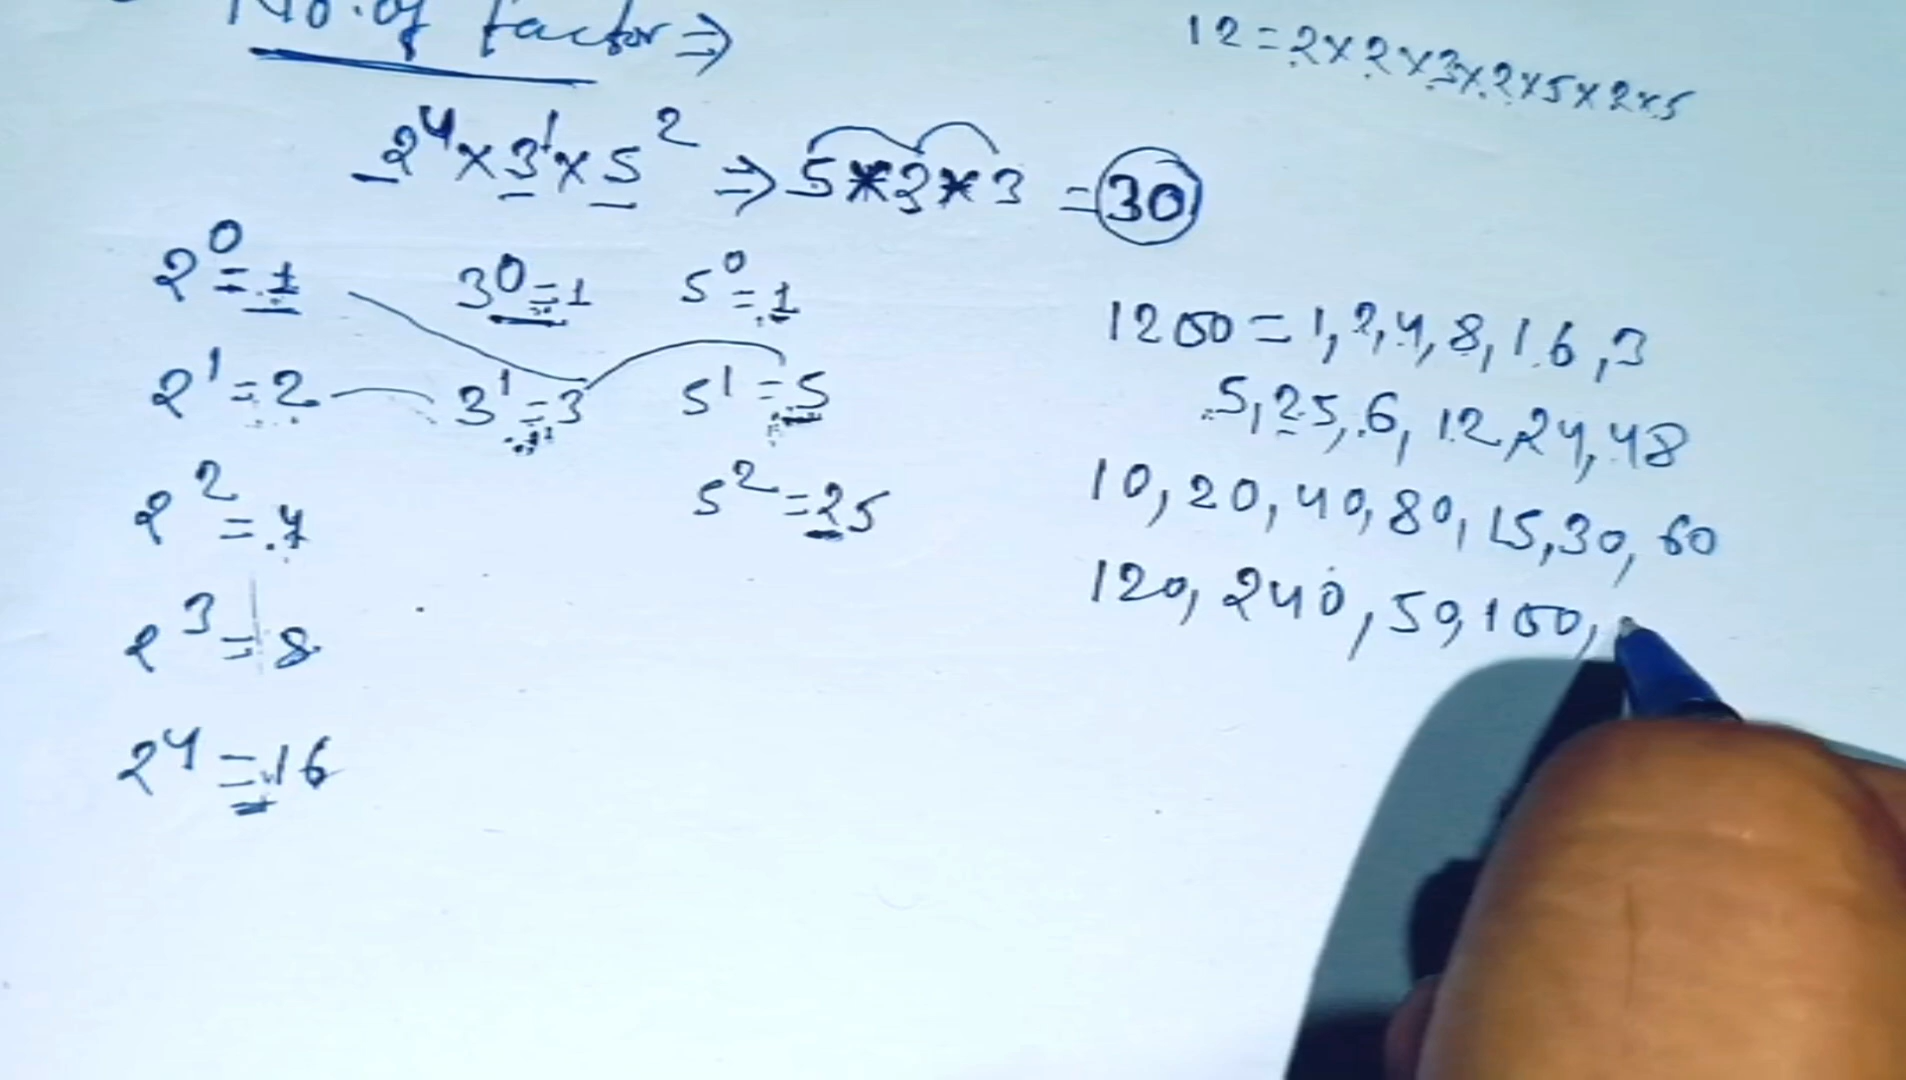 No. of factor ⇒
12 = 2×2×3×2×5×2×5
2⁴×3¹×5² ⇒ 5*2*3 = 30
2⁰=1 3⁰=1 5⁰=1
2¹=2 3¹=3 5¹=5
2²=4 5²=25
2³=8
2⁴=16
1200=1,2,4,8,16,3
5,25,6,12,24,48
10,20,40,80,15,30,60
120,240,50,100,